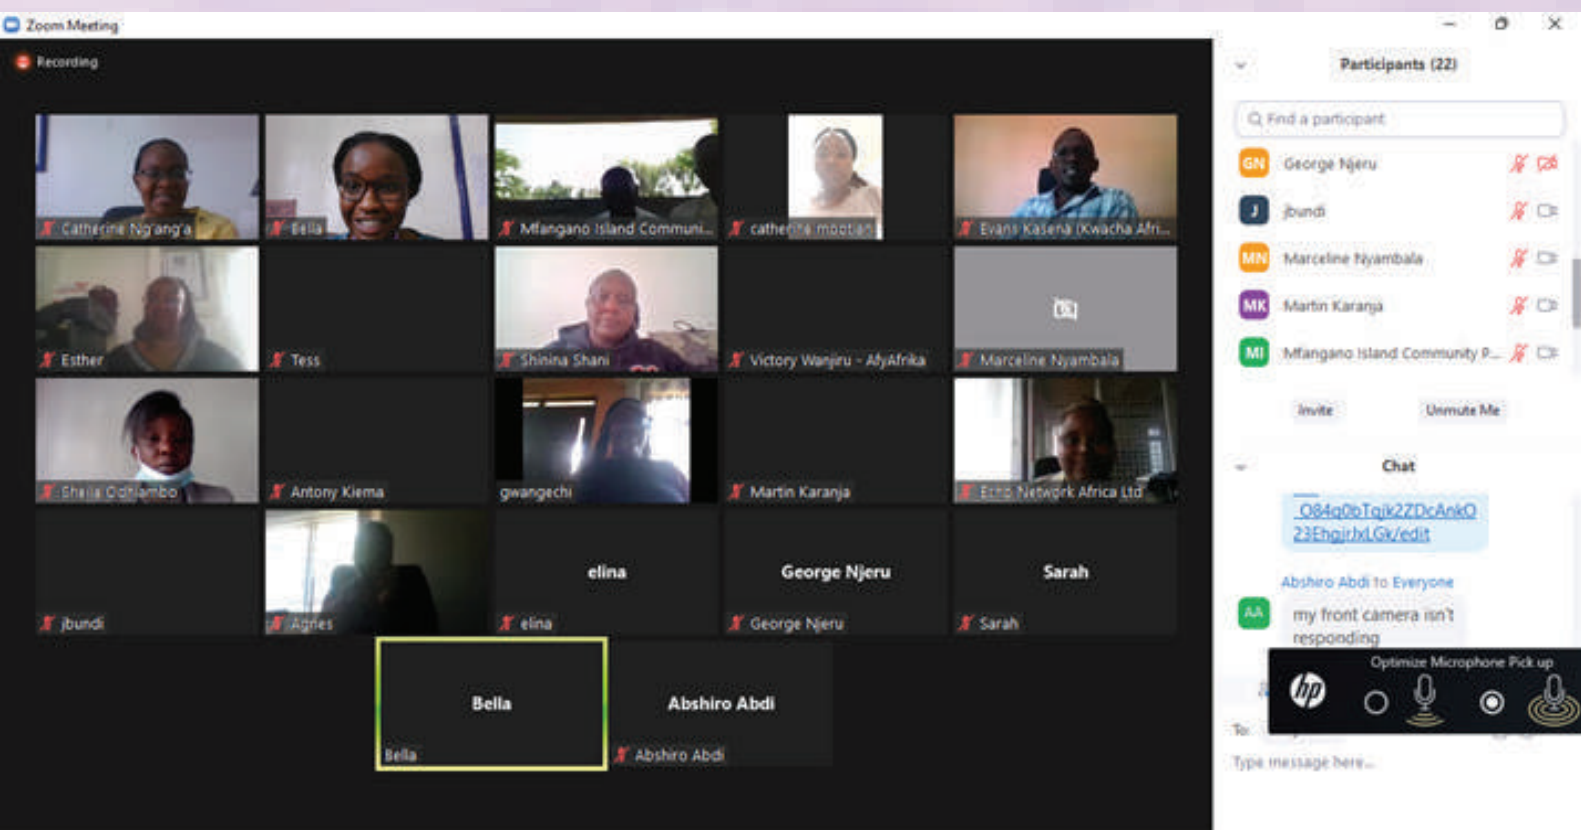 Zoom Meeting
Recording
Catherine Ng'ang'a
Bella
Mfangano Island Communi...
catherine mootian
Evans Kasena (Kwacha Afri...
Esther
Tess
Shinina Shani
Victory Wanjiru - AfyAfrika
Marceline Nyambala
Sheila Odhiambo
Antony Kiema
gwangechi
Martin Karanja
Echo Network Africa Ltd
jbundi
Agnes
elina
elina
George Njeru
George Njeru
Sarah
Sarah
Bella
Bella
Abshiro Abdi
Abshiro Abdi
Participants (22)
Find a participant
GN George Njeru
J jbundi
MN Marceline Nyambala
MK Martin Karanja
MI Mfangano Island Community P...
Invite Unmute Me
Chat
_O84q0bTqjk2ZDcAnkO
23EhgjrJxLGk/edit
Abshiro Abdi to Everyone
AA
my front camera isn't
responding
Optimize Microphone Pick up
hp
To:
Type message here...